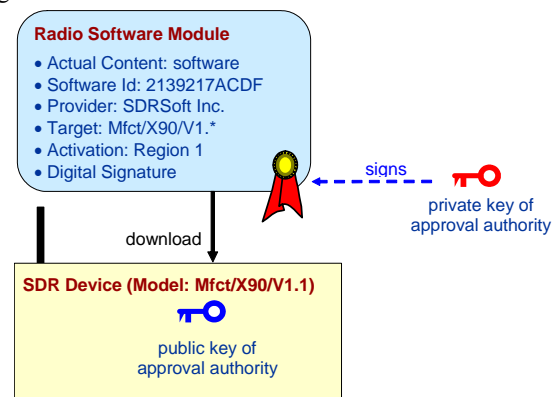 Radio Software Module
• Actual Content: software
• Software Id: 2139217ACDF
• Provider: SDRSoft Inc.
• Target: Mfct/X90/V1.*
• Activation: Region 1
• Digital Signature
signs
private key of
approval authority
download
SDR Device (Model: Mfct/X90/V1.1)
public key of
approval authority